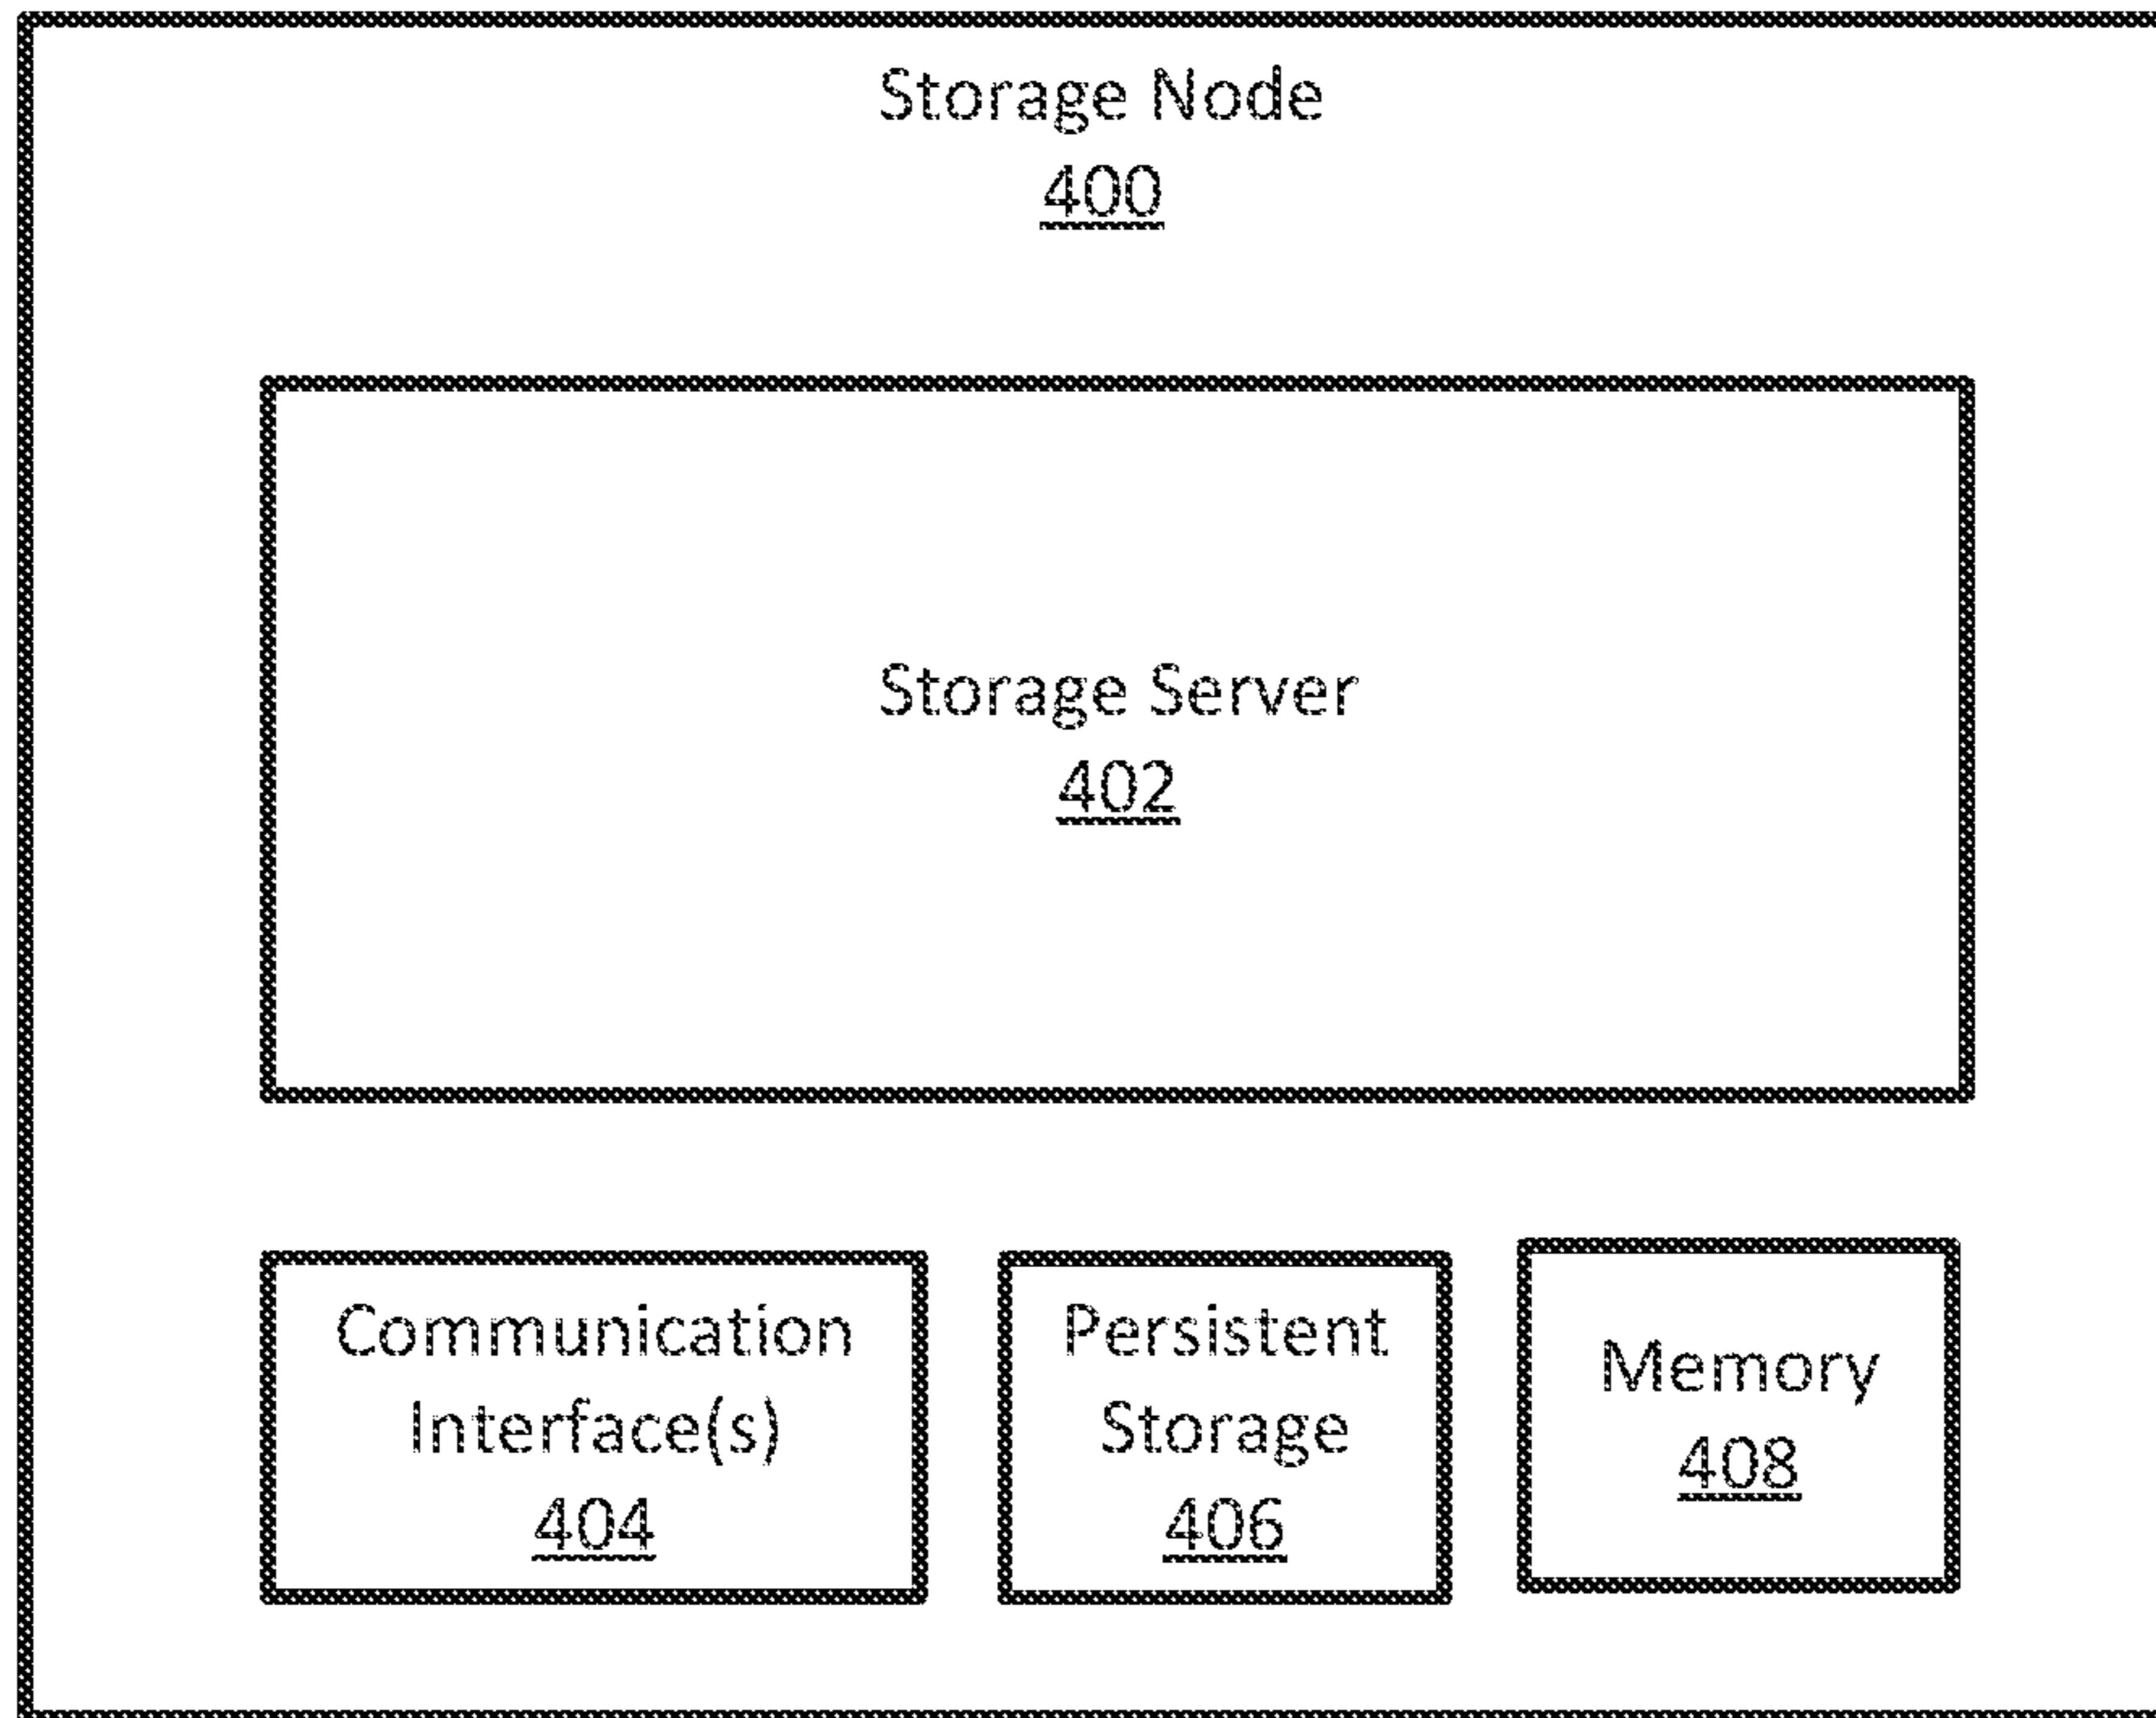 Storage Node
400
Storage Server
402
Communication
Interface(s)
404
Persistent
Storage
406
Memory
408